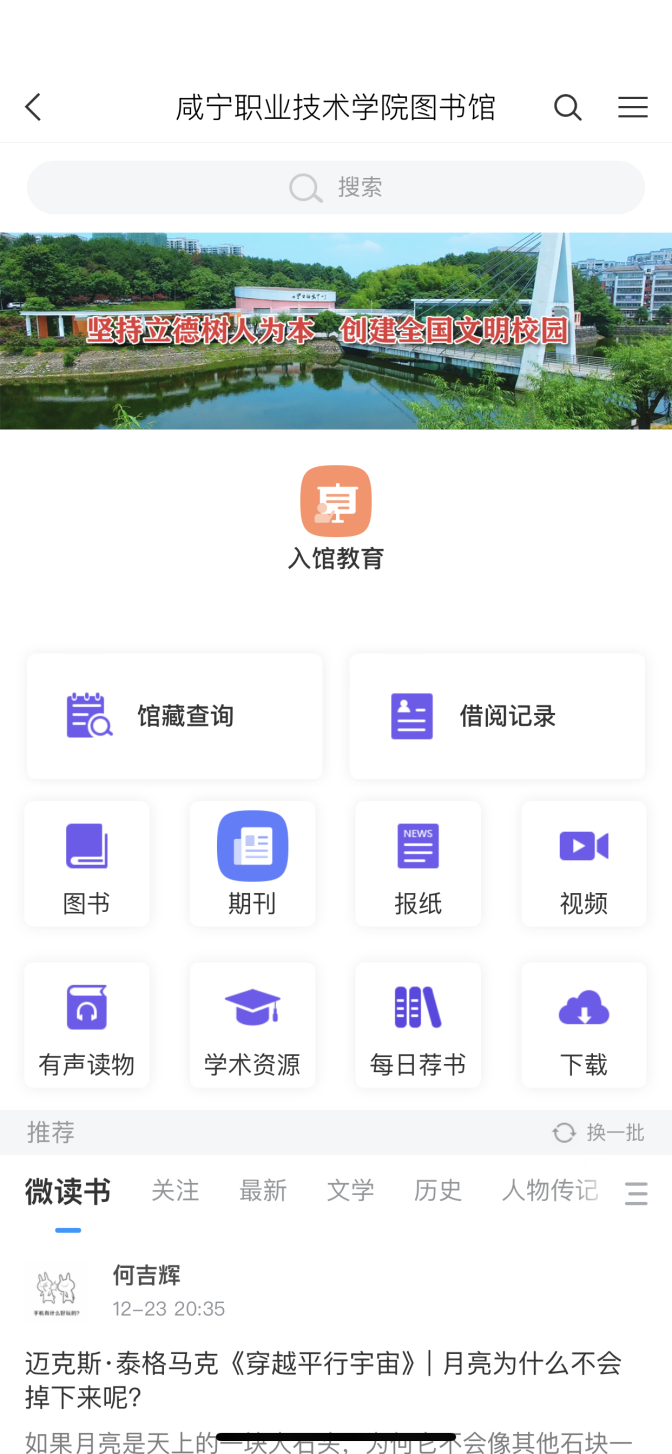 咸宁职业技术学院图书馆
搜索
坚持立德树人为本 创建全国文明校园
入馆教育
馆藏查询 借阅记录
NEWS
图书 期刊 报纸 视频
有声读物 学术资源 每日荐书 下载
推荐 换一批
微读书 关注 最新 文学 历史 人物传记
何吉辉
12-23 20:35
迈克斯·泰格马克《穿越平行宇宙》| 月亮为什么不会
掉下来呢?
如果月亮是天上的一块大石头，为何它不会像其他石块一